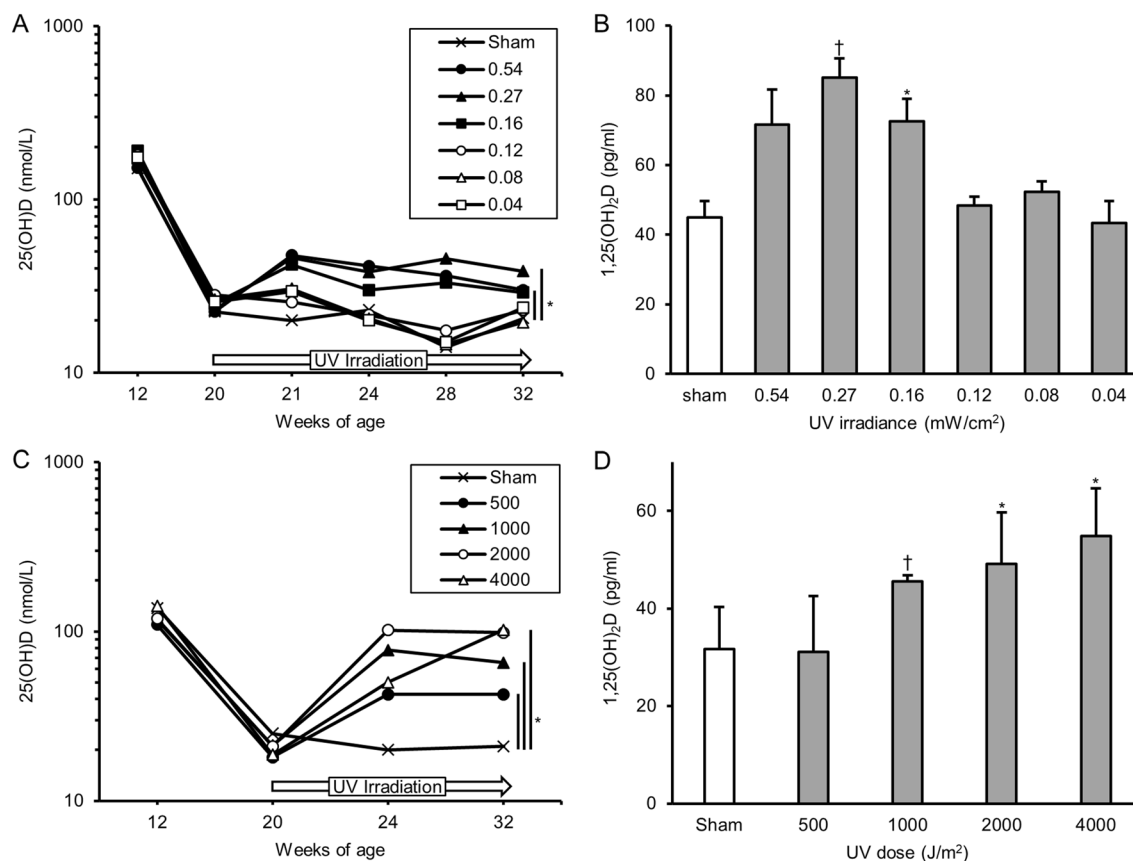 A
1000
100
10
25(OH)D (nmol/L)
Sham
0.54
0.27
0.16
0.12
0.08
0.04
*
UV Irradiation
12 20 21 24 28 32
Weeks of age
B
100
80
60
40
20
0
1,25(OH)₂D (pg/ml)
† *
sham 0.54 0.27 0.16 0.12 0.08 0.04
UV irradiance (mW/cm²)
C
1000
100
10
25(OH)D (nmol/L)
Sham
500
1000
2000
4000
*
UV Irradiation
12 20 24 32
Weeks of age
D
60
40
20
0
1,25(OH)₂D (pg/ml)
† * *
Sham 500 1000 2000 4000
UV dose (J/m²)